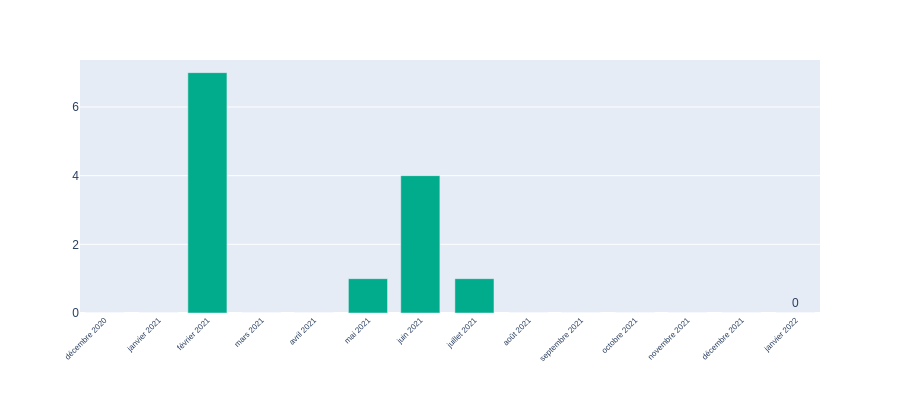 6
4
2
0
0
décembre 2020
janvier 2021
février 2021
mars 2021
avril 2021
mai 2021
juin 2021
juillet 2021
août 2021
septembre 2021
octobre 2021
novembre 2021
décembre 2021
janvier 2022